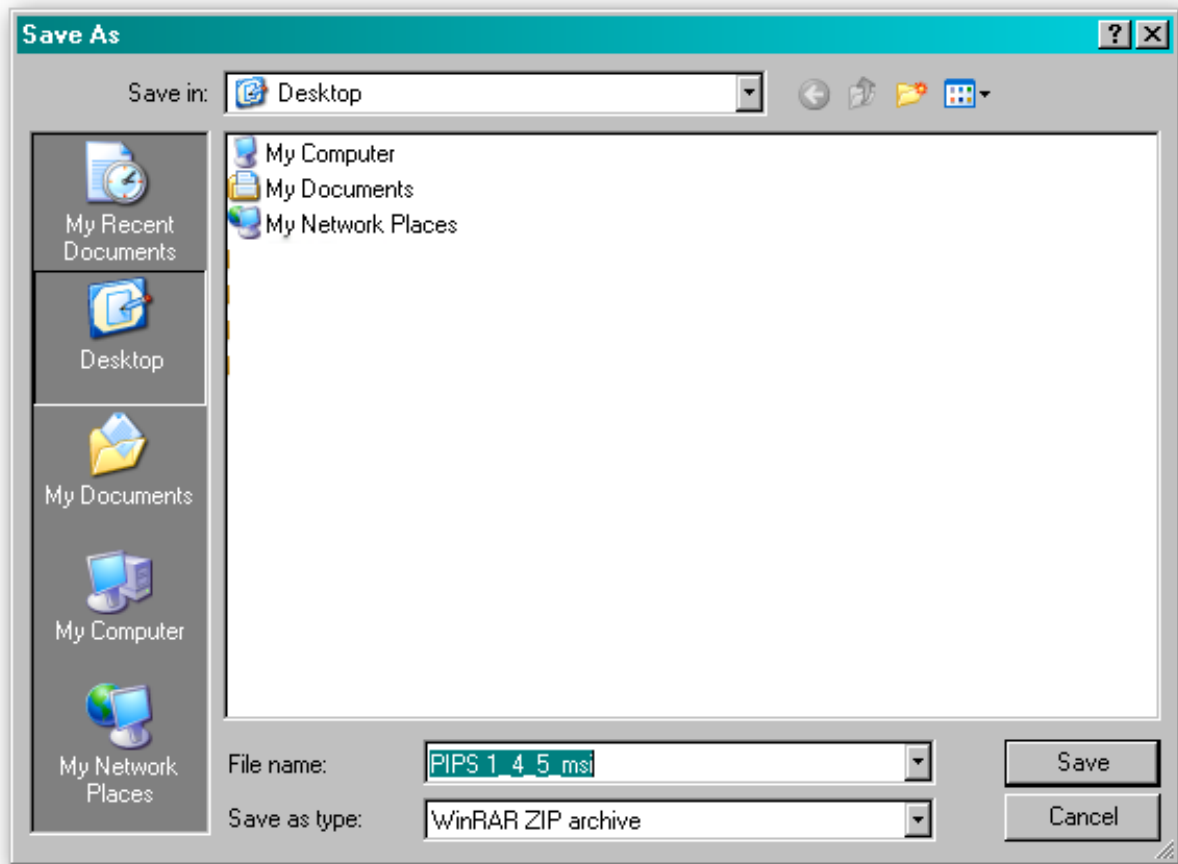 Save As
Save in:
Desktop
My Computer
My Documents
My Network Places
My Recent
Documents
Desktop
My Documents
My Computer
My Network
Places
File name:
PIPS 1_4_5_msi
Save
Save as type:
WinRAR ZIP archive
Cancel